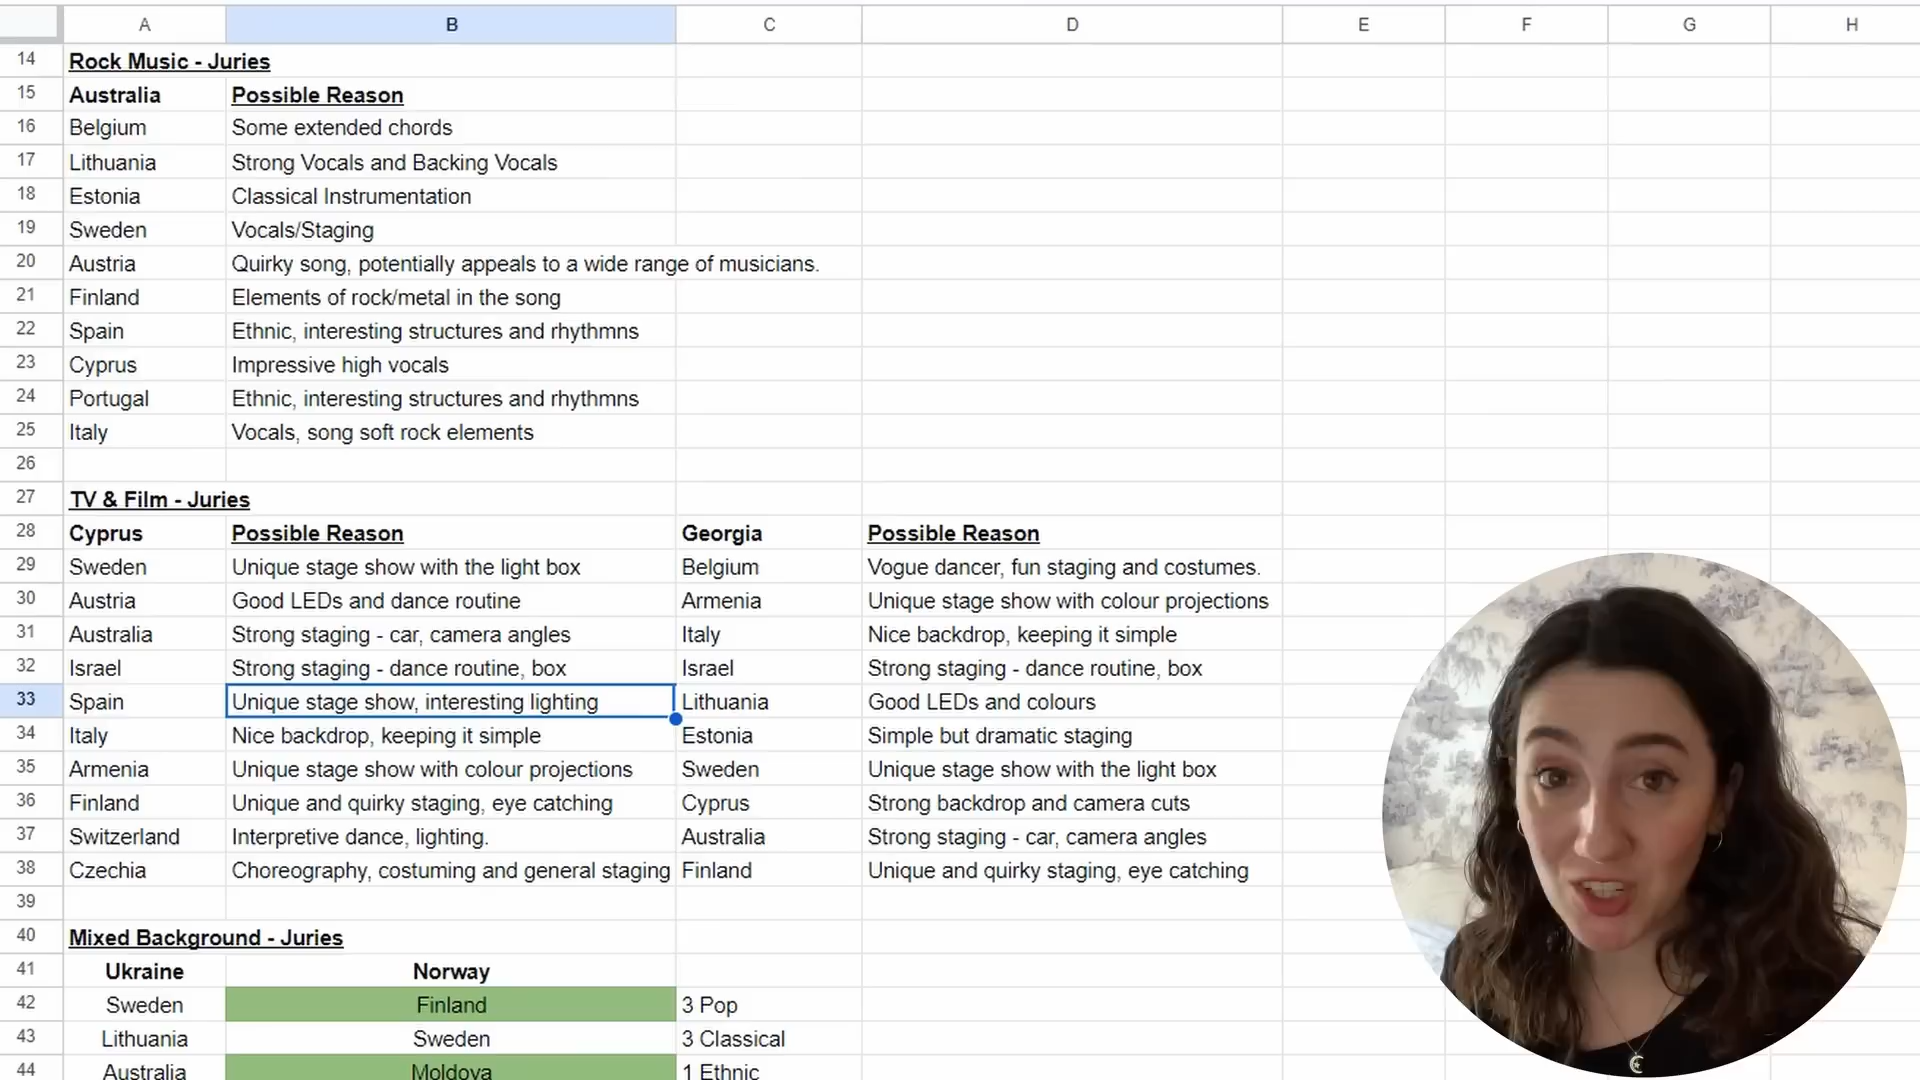 A B C D E F G H
14 Rock Music - Juries
15 Australia Possible Reason
16 Belgium Some extended chords
17 Lithuania Strong Vocals and Backing Vocals
18 Estonia Classical Instrumentation
19 Sweden Vocals/Staging
20 Austria Quirky song, potentially appeals to a wide range of musicians.
21 Finland Elements of rock/metal in the song
22 Spain Ethnic, interesting structures and rhythmns
23 Cyprus Impressive high vocals
24 Portugal Ethnic, interesting structures and rhythmns
25 Italy Vocals, song soft rock elements
26
27 TV & Film - Juries
28 Cyprus Possible Reason Georgia Possible Reason
29 Sweden Unique stage show with the light box Belgium Vogue dancer, fun staging and costumes.
30 Austria Good LEDs and dance routine Armenia Unique stage show with colour projections
31 Australia Strong staging - car, camera angles Italy Nice backdrop, keeping it simple
32 Israel Strong staging - dance routine, box Israel Strong staging - dance routine, box
33 Spain Unique stage show, interesting lighting Lithuania Good LEDs and colours
34 Italy Nice backdrop, keeping it simple Estonia Simple but dramatic staging
35 Armenia Unique stage show with colour projections Sweden Unique stage show with the light box
36 Finland Unique and quirky staging, eye catching Cyprus Strong backdrop and camera cuts
37 Switzerland Interpretive dance, lighting. Australia Strong staging - car, camera angles
38 Czechia Choreography, costuming and general staging Finland Unique and quirky staging, eye catching
39
40 Mixed Background - Juries
41 Ukraine Norway
42 Sweden Finland 3 Pop
43 Lithuania Sweden 3 Classical
44 Australia Moldova 1 Ethnic